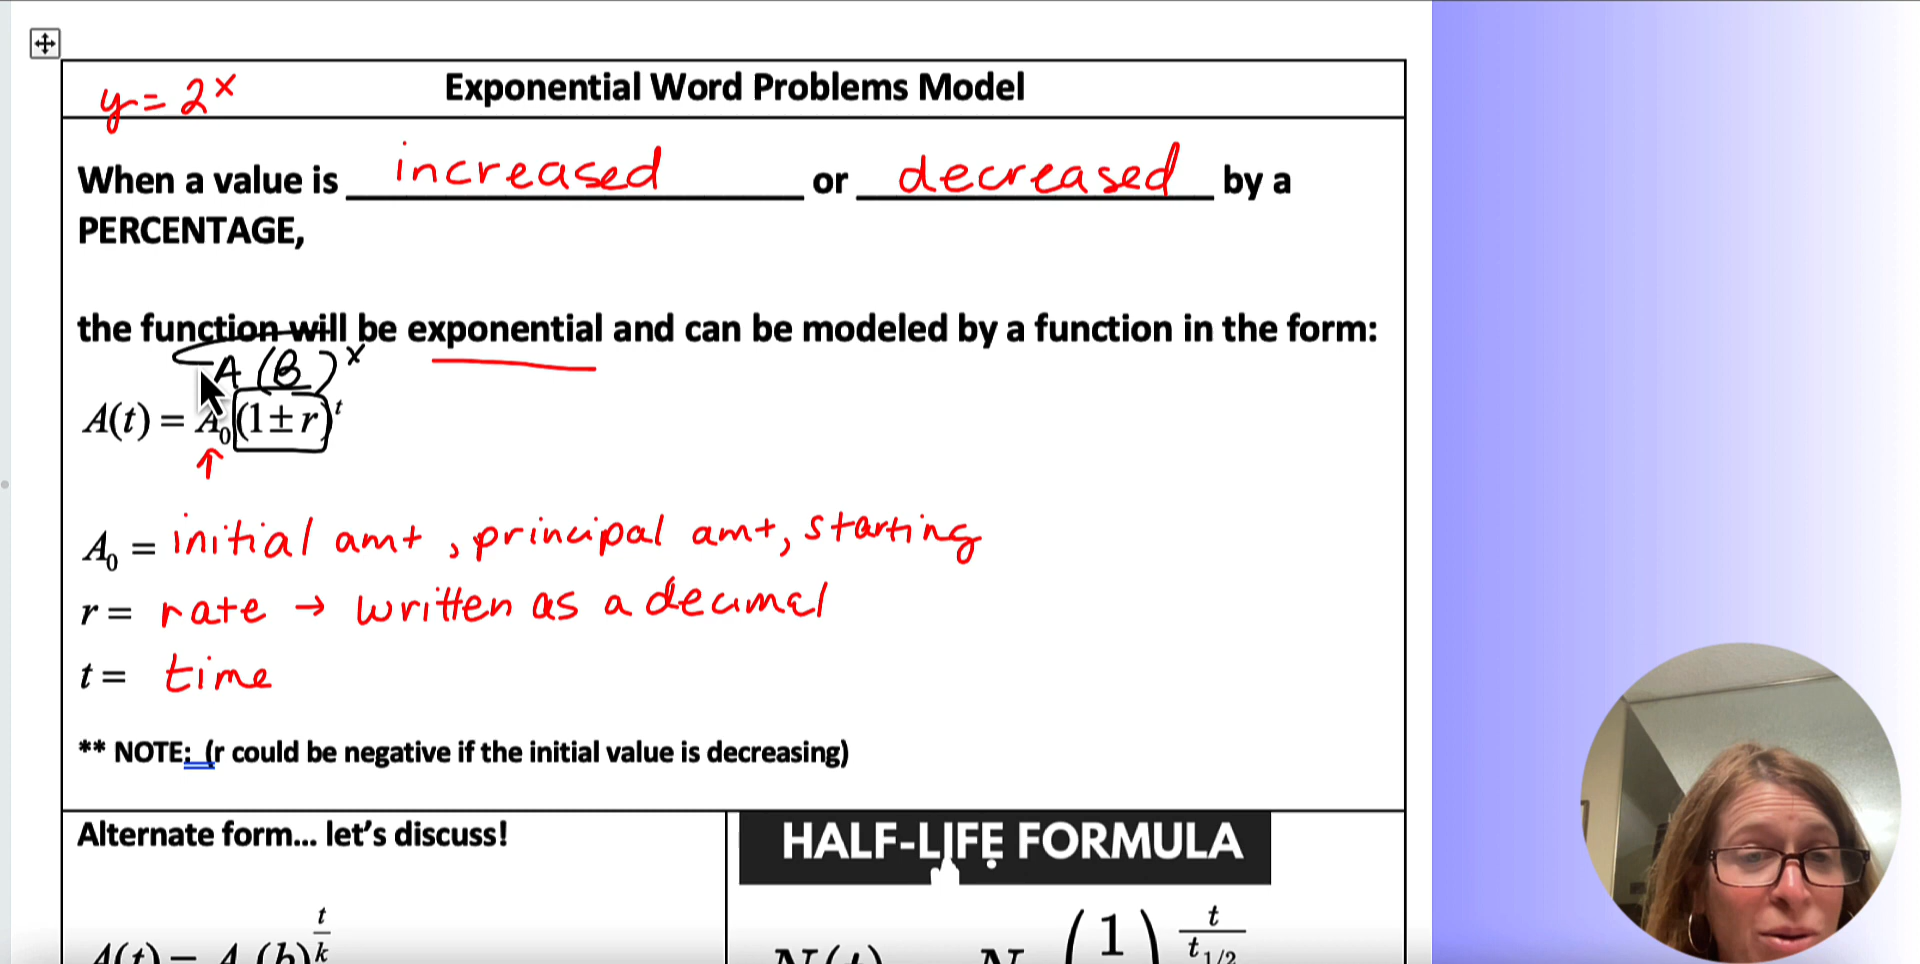 y = 2^x Exponential Word Problems Model
When a value is increased or decreased by a
PERCENTAGE,
the function will be exponential and can be modeled by a function in the form:
A (B)^x
A(t) = A₀(1 ± r)^t
A₀ = initial amt, principal amt, starting
r = rate → written as a decimal
t = time
** NOTE: (r could be negative if the initial value is decreasing)
Alternate form... let's discuss!
HALF-LIFE FORMULA
A(t) = A (b)^(t/k)
N(t) N (1 t/t₁/₂